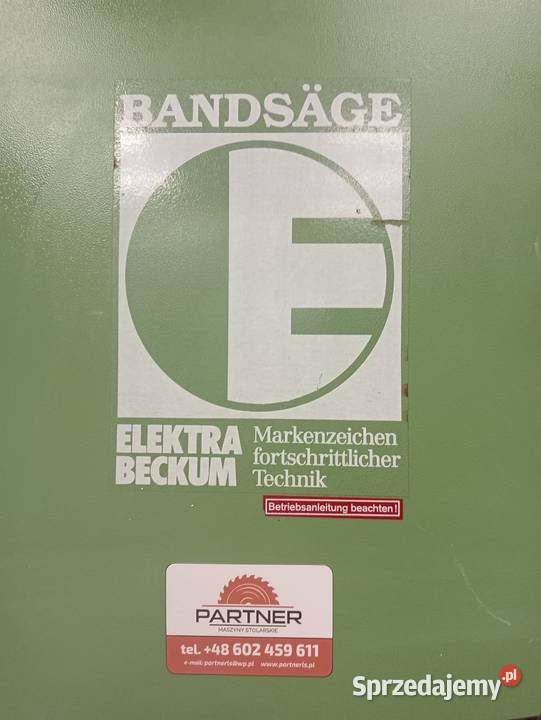 BANDSÄGE
E
ELEKTRA
BECKUM
Markenzeichen
fortschrittlicher
Technik
Betriebsanleitung beachten!
PARTNER
MASZYNY STOLARSKIE
tel. +48 602 459 611
e-mail: partnerls@wp.pl www.partnerls.pl
Sprzedajemy.pl